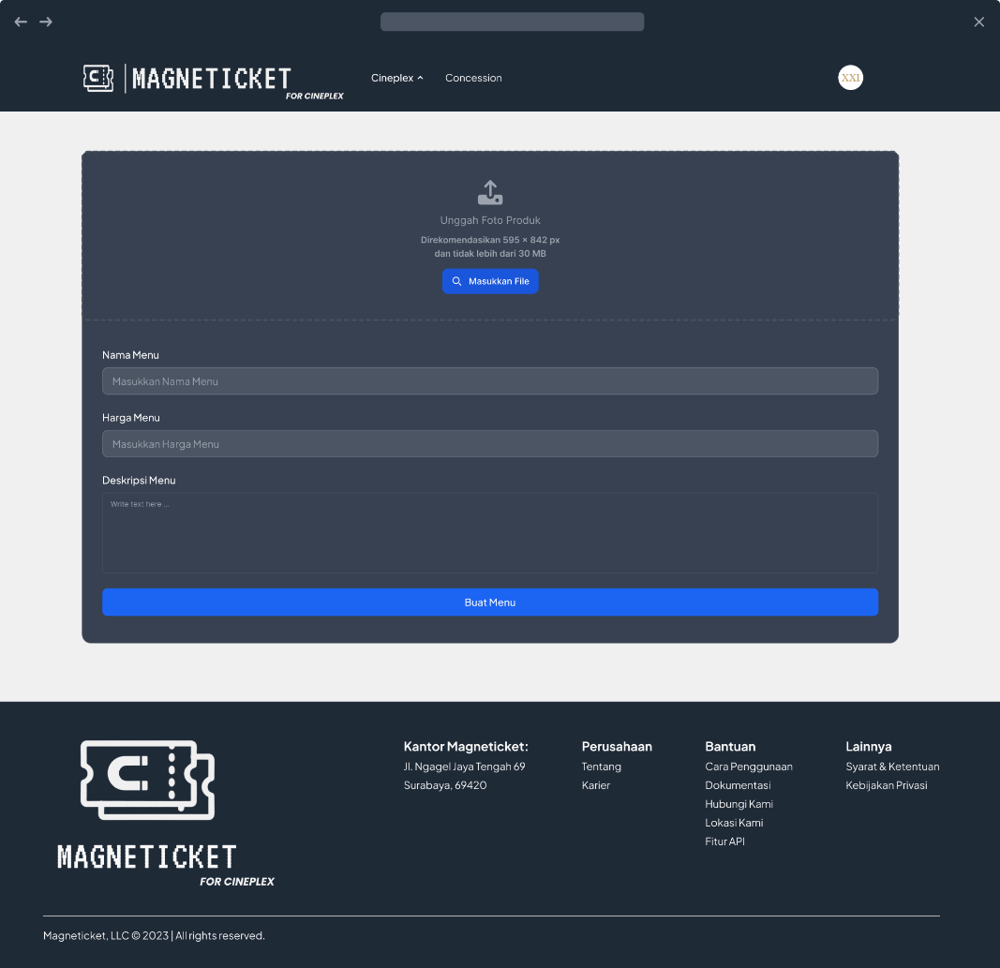 MAGNETICKET
FOR CINEPLEX
Cineplex
Concession
XXI
Unggah Foto Produk
Direkomendasikan 595 × 842 px
dan tidak lebih dari 30 MB
Masukkan File
Nama Menu
Masukkan Nama Menu
Harga Menu
Masukkan Harga Menu
Deskripsi Menu
Write text here ...
Buat Menu
MAGNETICKET
FOR CINEPLEX
Kantor Magneticket:
Jl. Ngagel Jaya Tengah 69
Surabaya, 69420
Perusahaan
Tentang
Karier
Bantuan
Cara Penggunaan
Dokumentasi
Hubungi Kami
Lokasi Kami
Fitur API
Lainnya
Syarat & Ketentuan
Kebijakan Privasi
Magneticket, LLC © 2023 | All rights reserved.